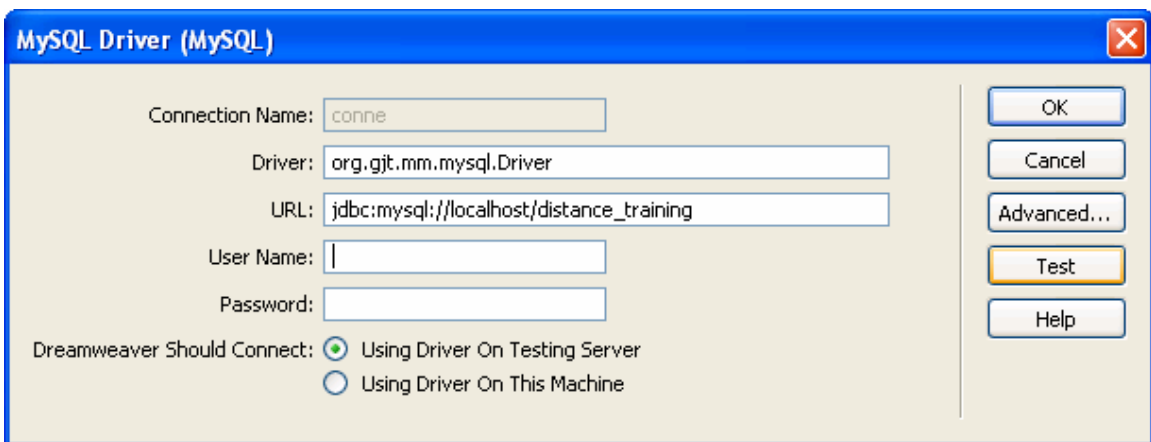 MySQL Driver (MySQL)
Connection Name: conne
Driver: org.gjt.mm.mysql.Driver
URL: jdbc:mysql://localhost/distance_training
User Name:
Password:
Dreamweaver Should Connect: Using Driver On Testing Server
Using Driver On This Machine
OK
Cancel
Advanced...
Test
Help